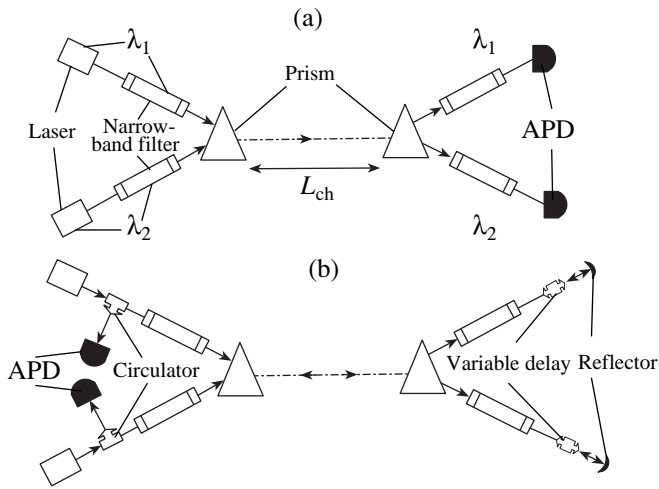 (a)
λ1
λ1
Prism
Laser
Narrow-
band filter
APD
Lch
λ2
λ2
(b)
APD
Circulator
Variable delay
Reflector